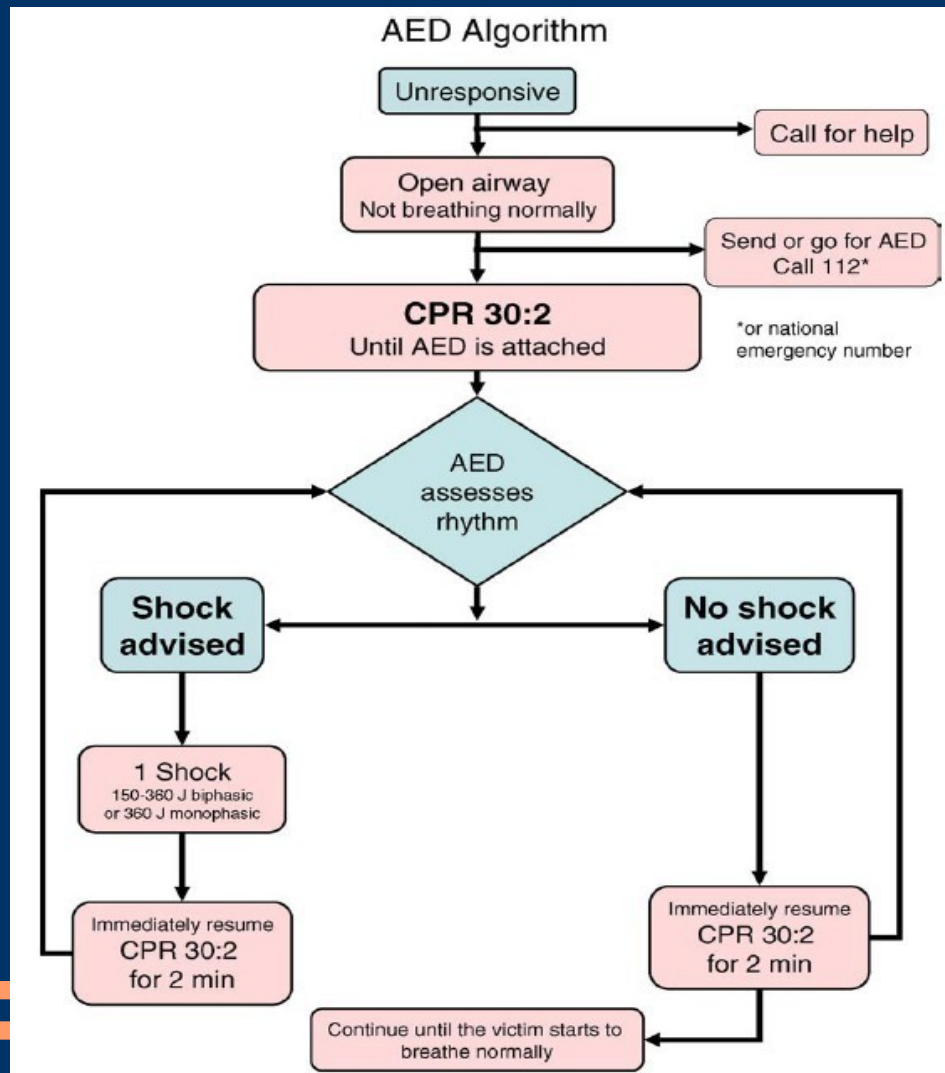 AED Algorithm
Unresponsive
Call for help
Open airway
Not breathing normally
Send or go for AED
Call 112*
CPR 30:2
Until AED is attached
*or national
emergency number
AED
assesses
rhythm
Shock
advised
No shock
advised
1 Shock
150-360 J biphasic
or 360 J monophasic
Immediately resume
CPR 30:2
for 2 min
Immediately resume
CPR 30:2
for 2 min
Continue until the victim starts to
breathe normally